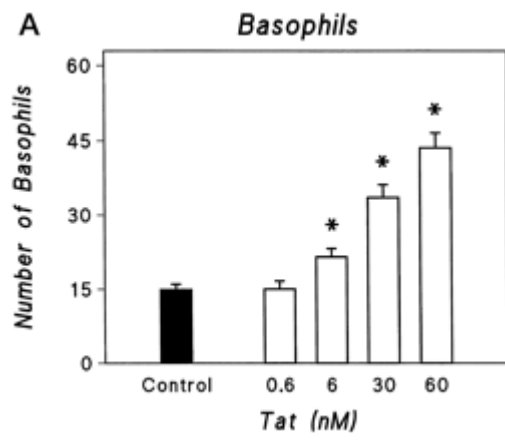 A
Basophils
Number of Basophils
60
45
30
15
0
*
*
*
Control 0.6 6 30 60
Tat (nM)